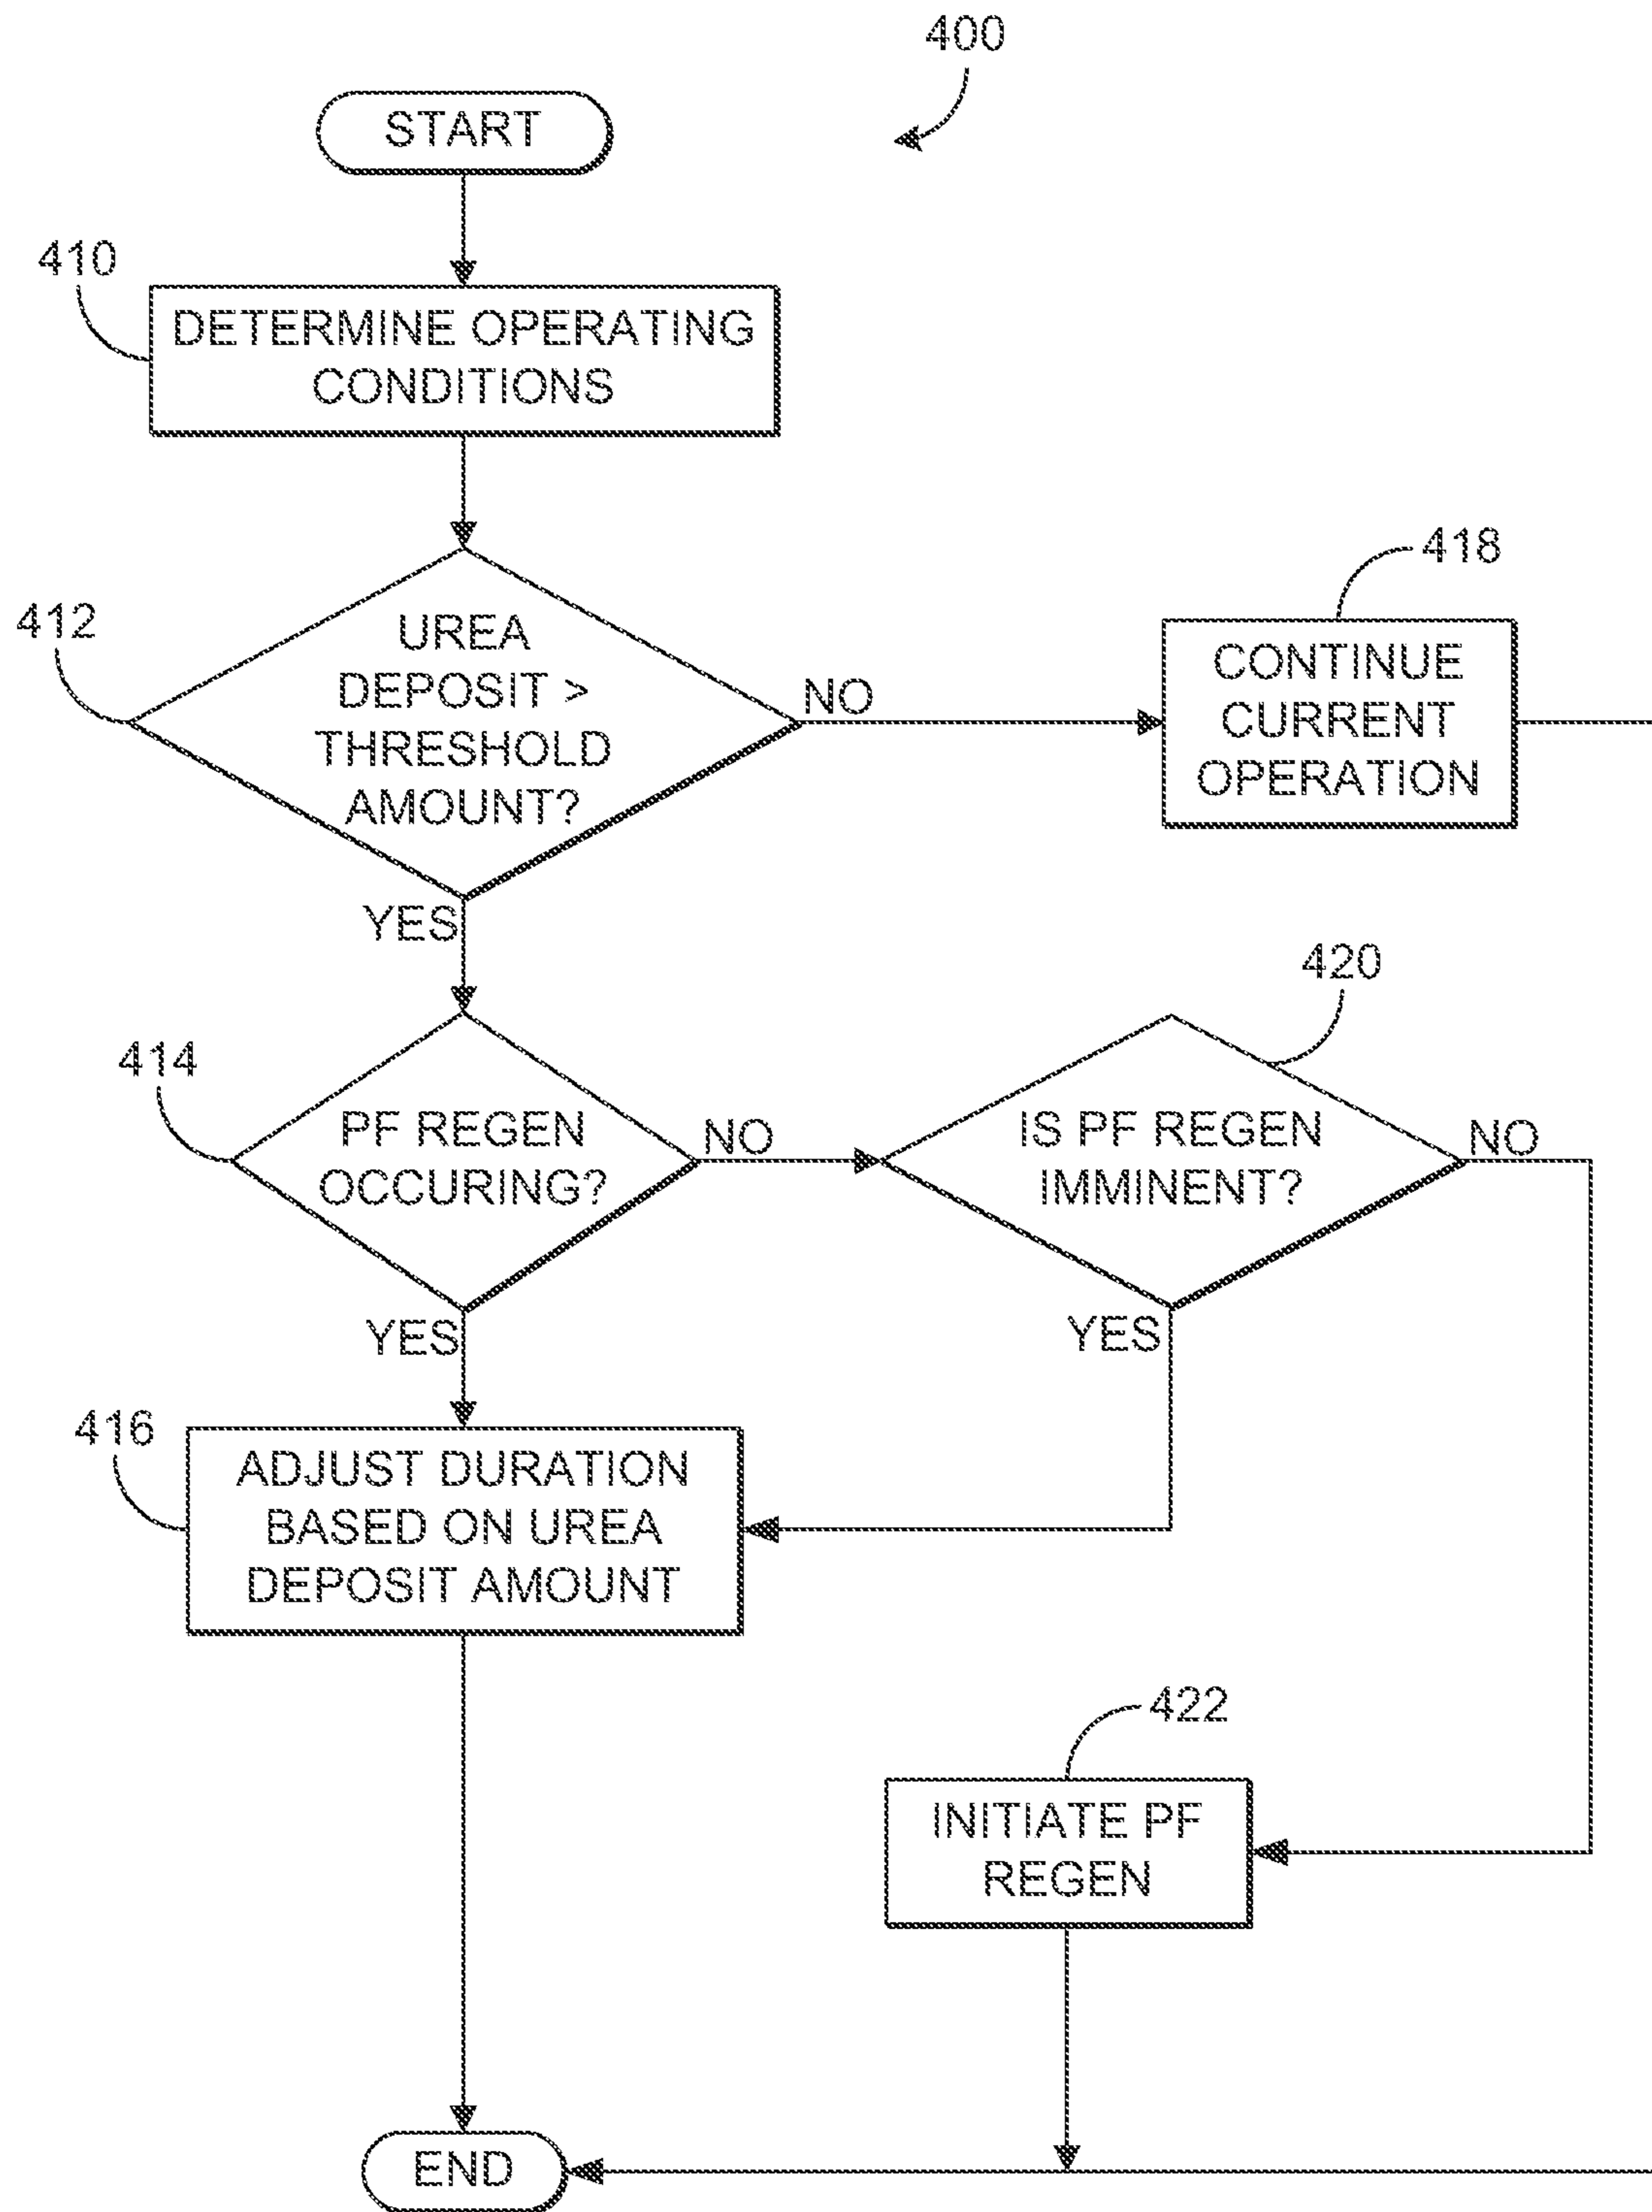 400
START
410
DETERMINE OPERATING
CONDITIONS
418
412
UREA
DEPOSIT >
THRESHOLD
AMOUNT?
NO
CONTINUE
CURRENT
OPERATION
YES
420
414
PF REGEN
OCCURING?
NO
IS PF REGEN
IMMINENT?
NO
YES
YES
416
ADJUST DURATION
BASED ON UREA
DEPOSIT AMOUNT
422
INITIATE PF
REGEN
END